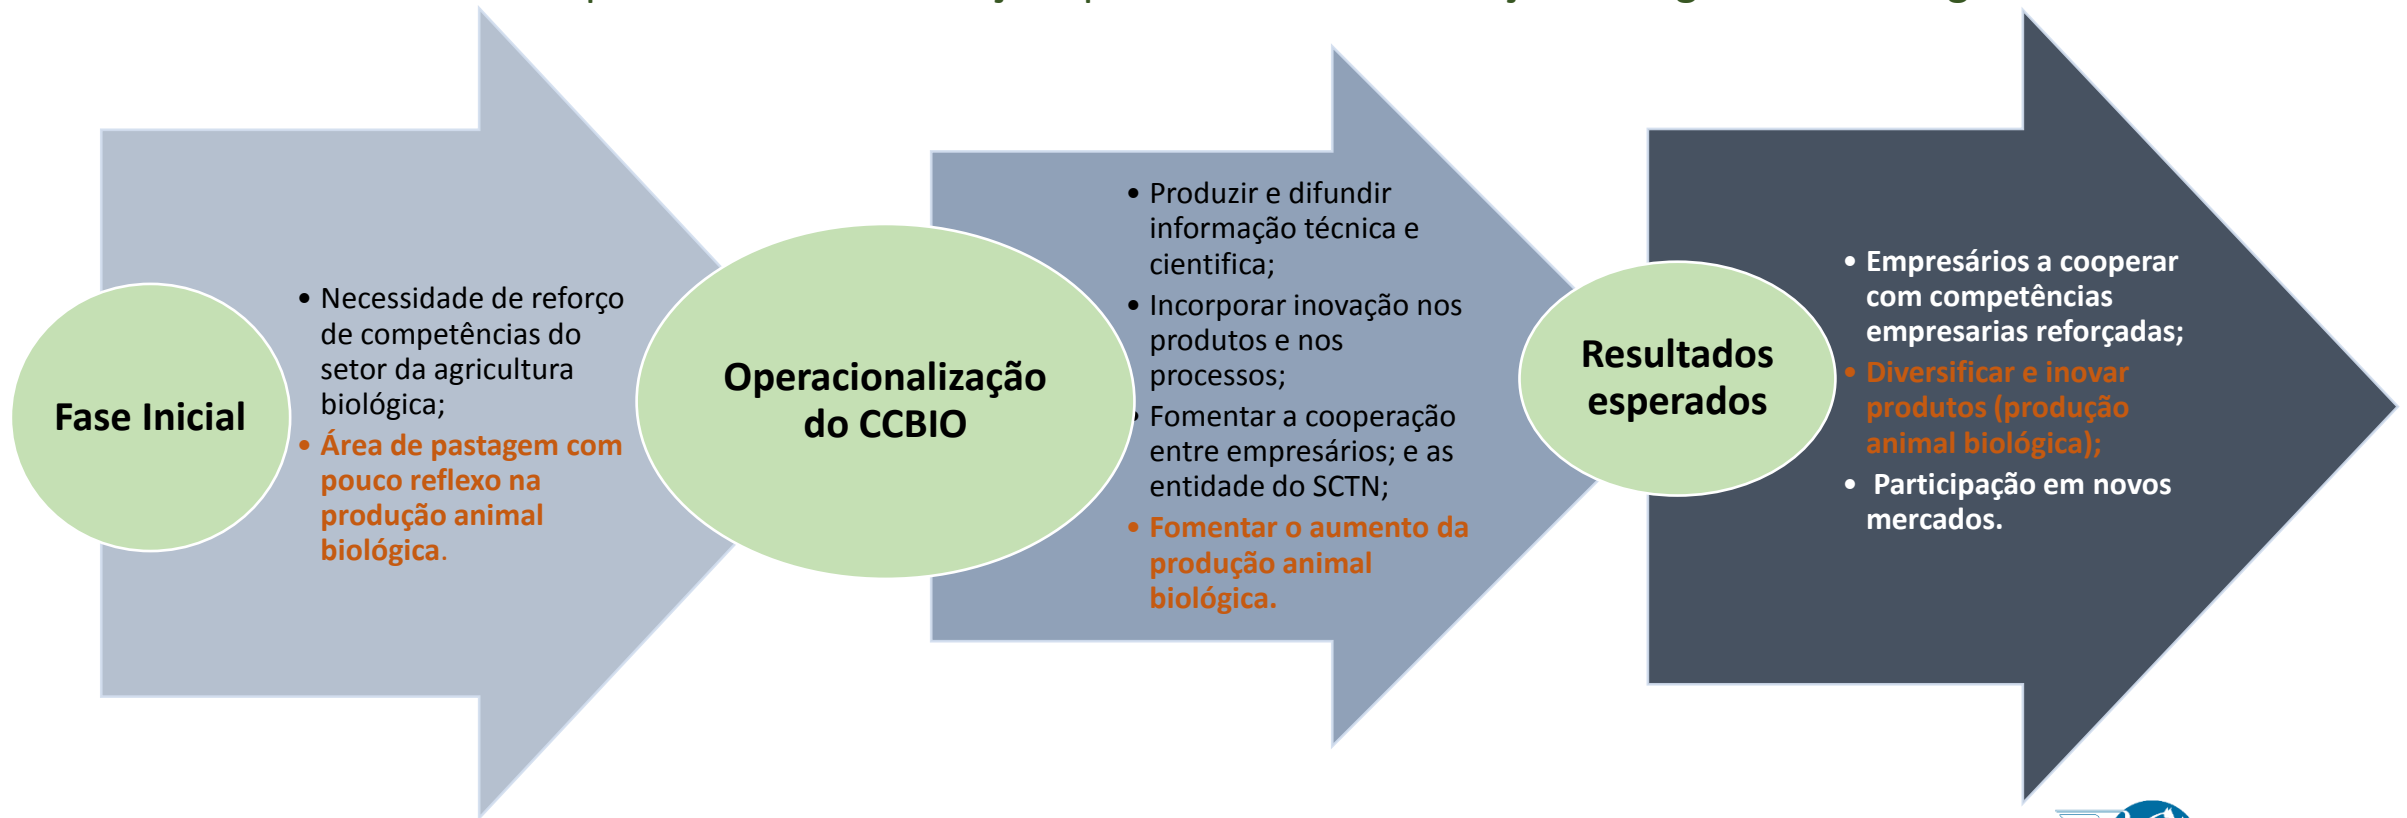 Fase Inicial
• Necessidade de reforço
de competências do
setor da agricultura
biológica;
• Área de pastagem com
pouco reflexo na
produção animal
biológica.
Operacionalização
do CCBIO
• Produzir e difundir
informação técnica e
cientifica;
• Incorporar inovação nos
produtos e nos
processos;
• Fomentar a cooperação
entre empresários; e as
entidade do SCTN;
• Fomentar o aumento da
produção animal
biológica.
Resultados
esperados
• Empresários a cooperar
com competências
empresarias reforçadas;
• Diversificar e inovar
produtos (produção
animal biológica);
• Participação em novos
mercados.